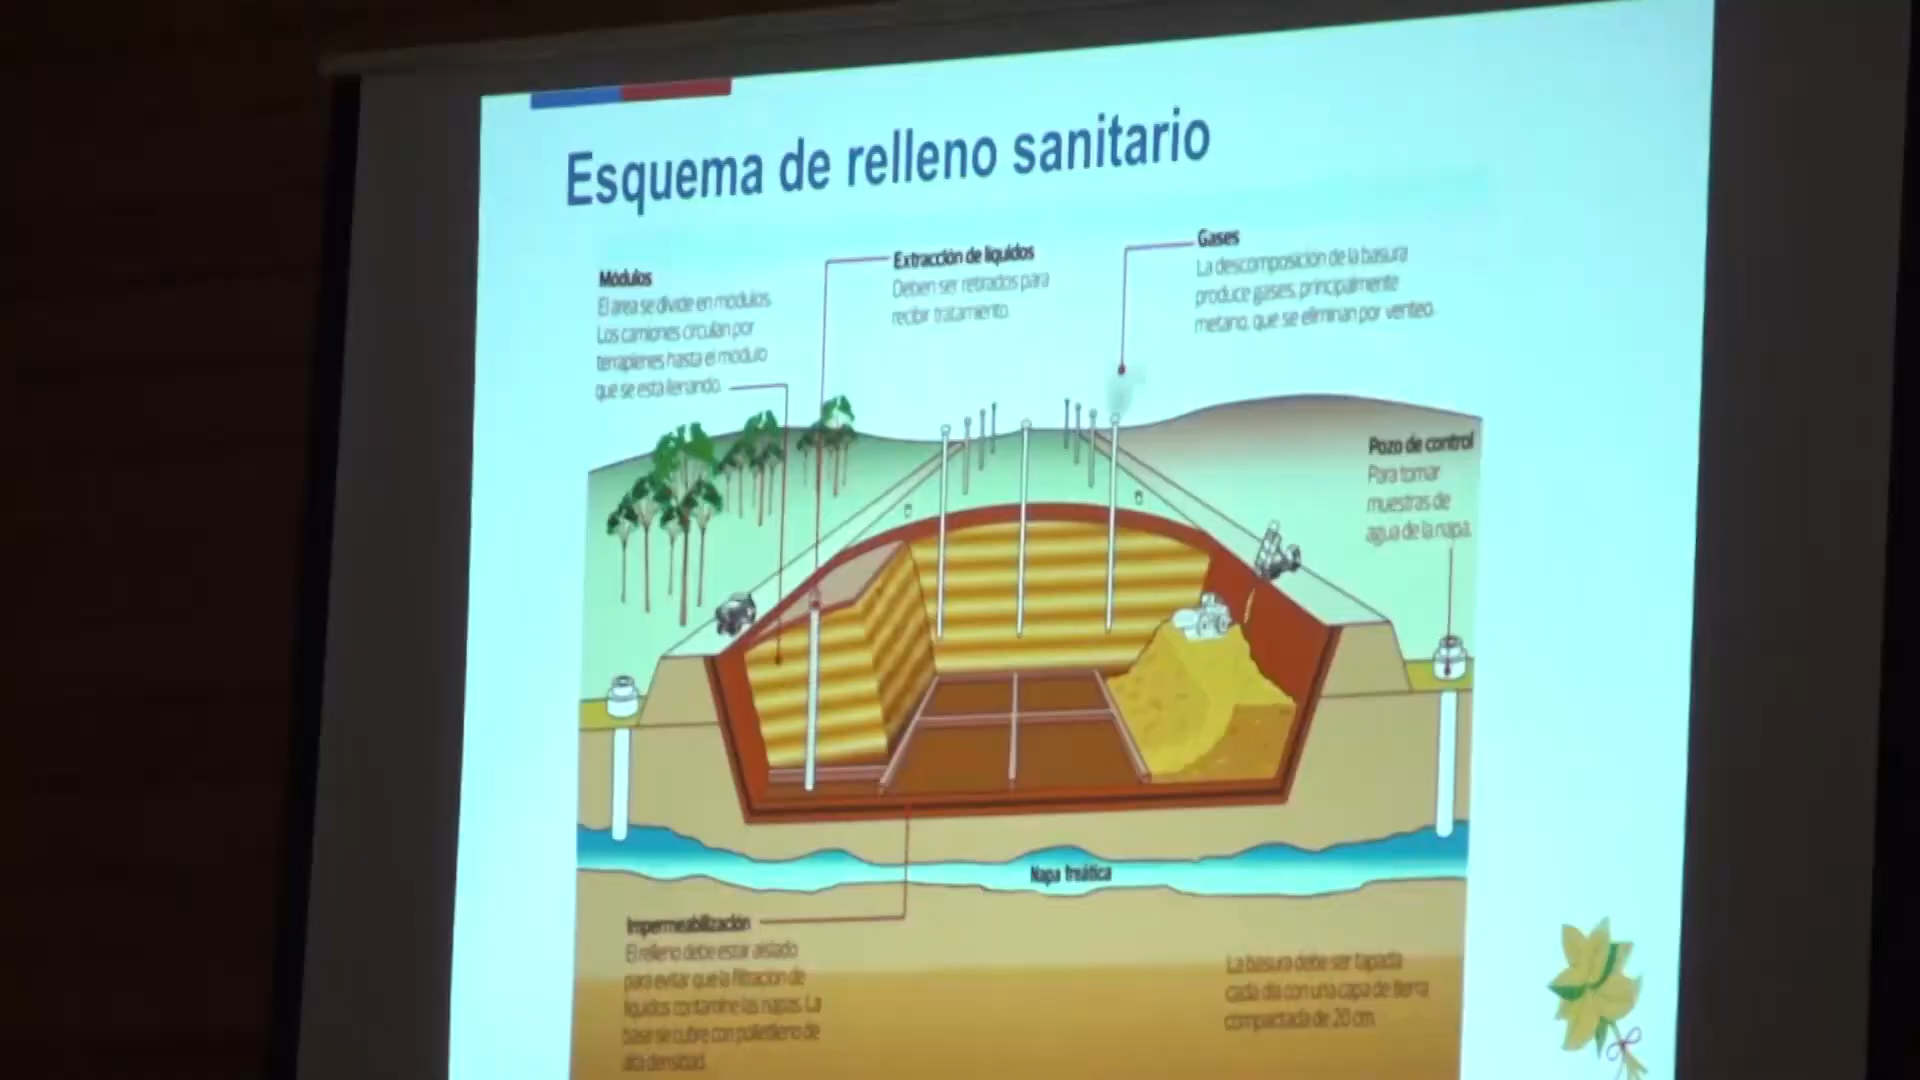 Esquema de relleno sanitario
Módulos
El área se divide en módulos.
Los camiones circulan por
terraplenes hasta el módulo
que se está llenando.
Extracción de líquidos
Deben ser retirados para
recibir tratamiento.
Gases
La descomposición de la basura
produce gases, principalmente
metano, que se eliminan por venteo.
Pozo de control
Para tomar
muestras de
agua de la napa.
Napa freática
Impermeabilización
El relleno debe estar aislado
para evitar que la filtración de
líquidos contamine las napas. La
base se cubre con polietileno de
alta densidad.
La basura debe ser tapada
cada día con una capa de tierra
compactada de 20 cm.